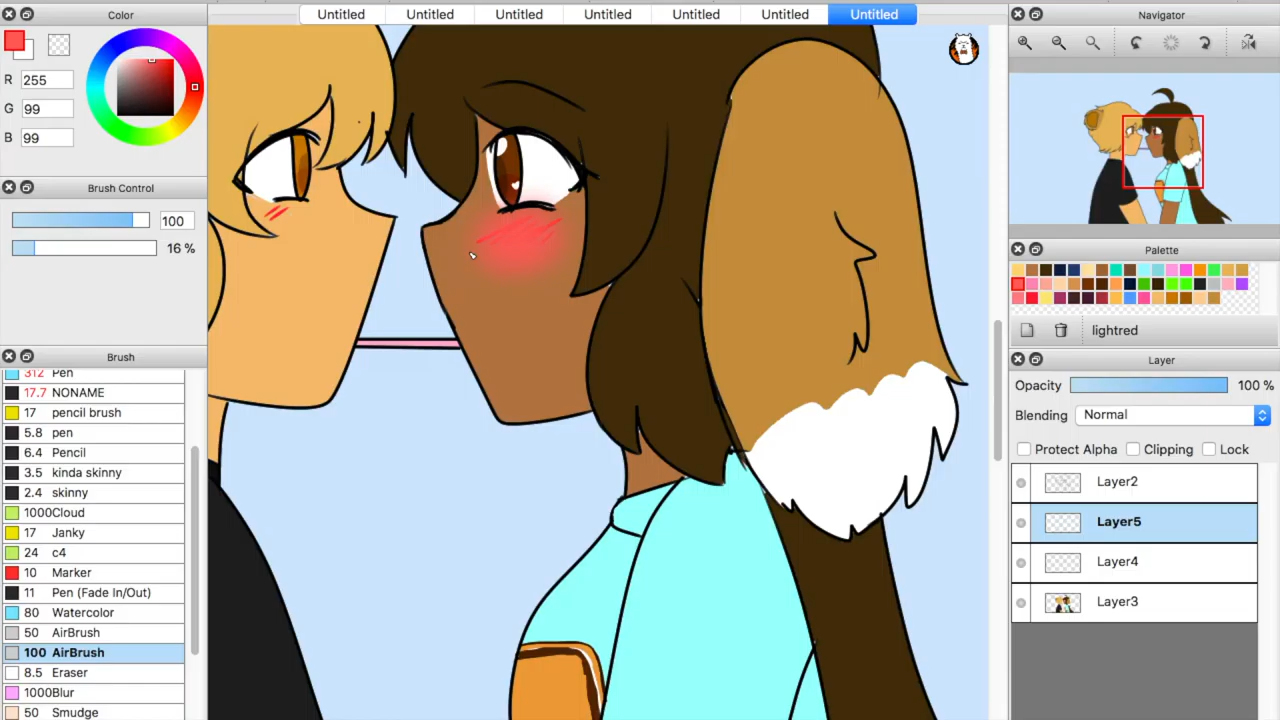 Color
Untitled Untitled Untitled Untitled Untitled Untitled Untitled
Navigator
R 255
G 99
B 99
Brush Control
100
16 %
Brush
312 Pen
17.7 NONAME
17 pencil brush
5.8 pen
6.4 Pencil
3.5 kinda skinny
2.4 skinny
1000Cloud
17 Janky
24 c4
10 Marker
11 Pen (Fade In/Out)
80 Watercolor
50 AirBrush
100 AirBrush
8.5 Eraser
1000Blur
50 Smudge
Palette
lightred
Layer
Opacity 100 %
Blending Normal
Protect Alpha Clipping Lock
Layer2
Layer5
Layer4
Layer3